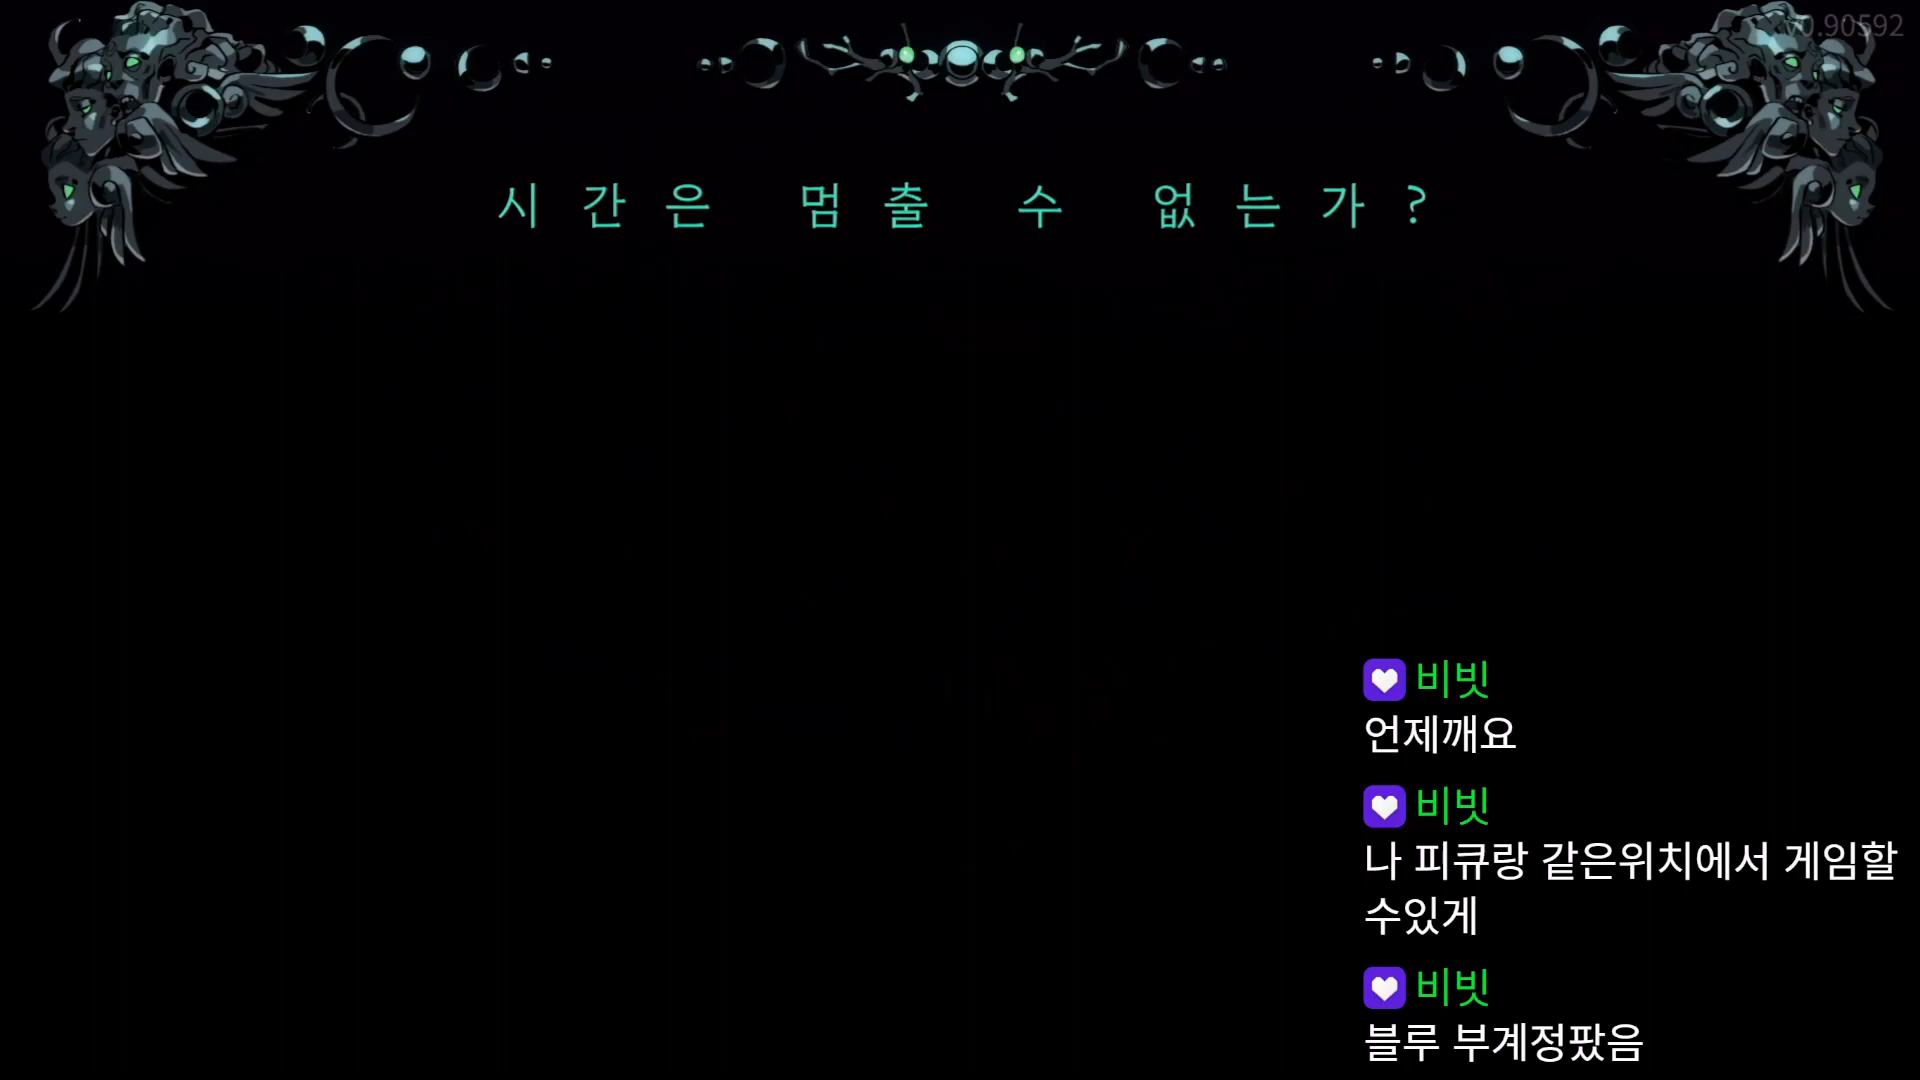 v0.90592
시간은 멈출 수 없는가?
비빗
언제깨요
비빗
나 피큐랑 같은위치에서 게임할
수있게
비빗
블루 부계정팠음